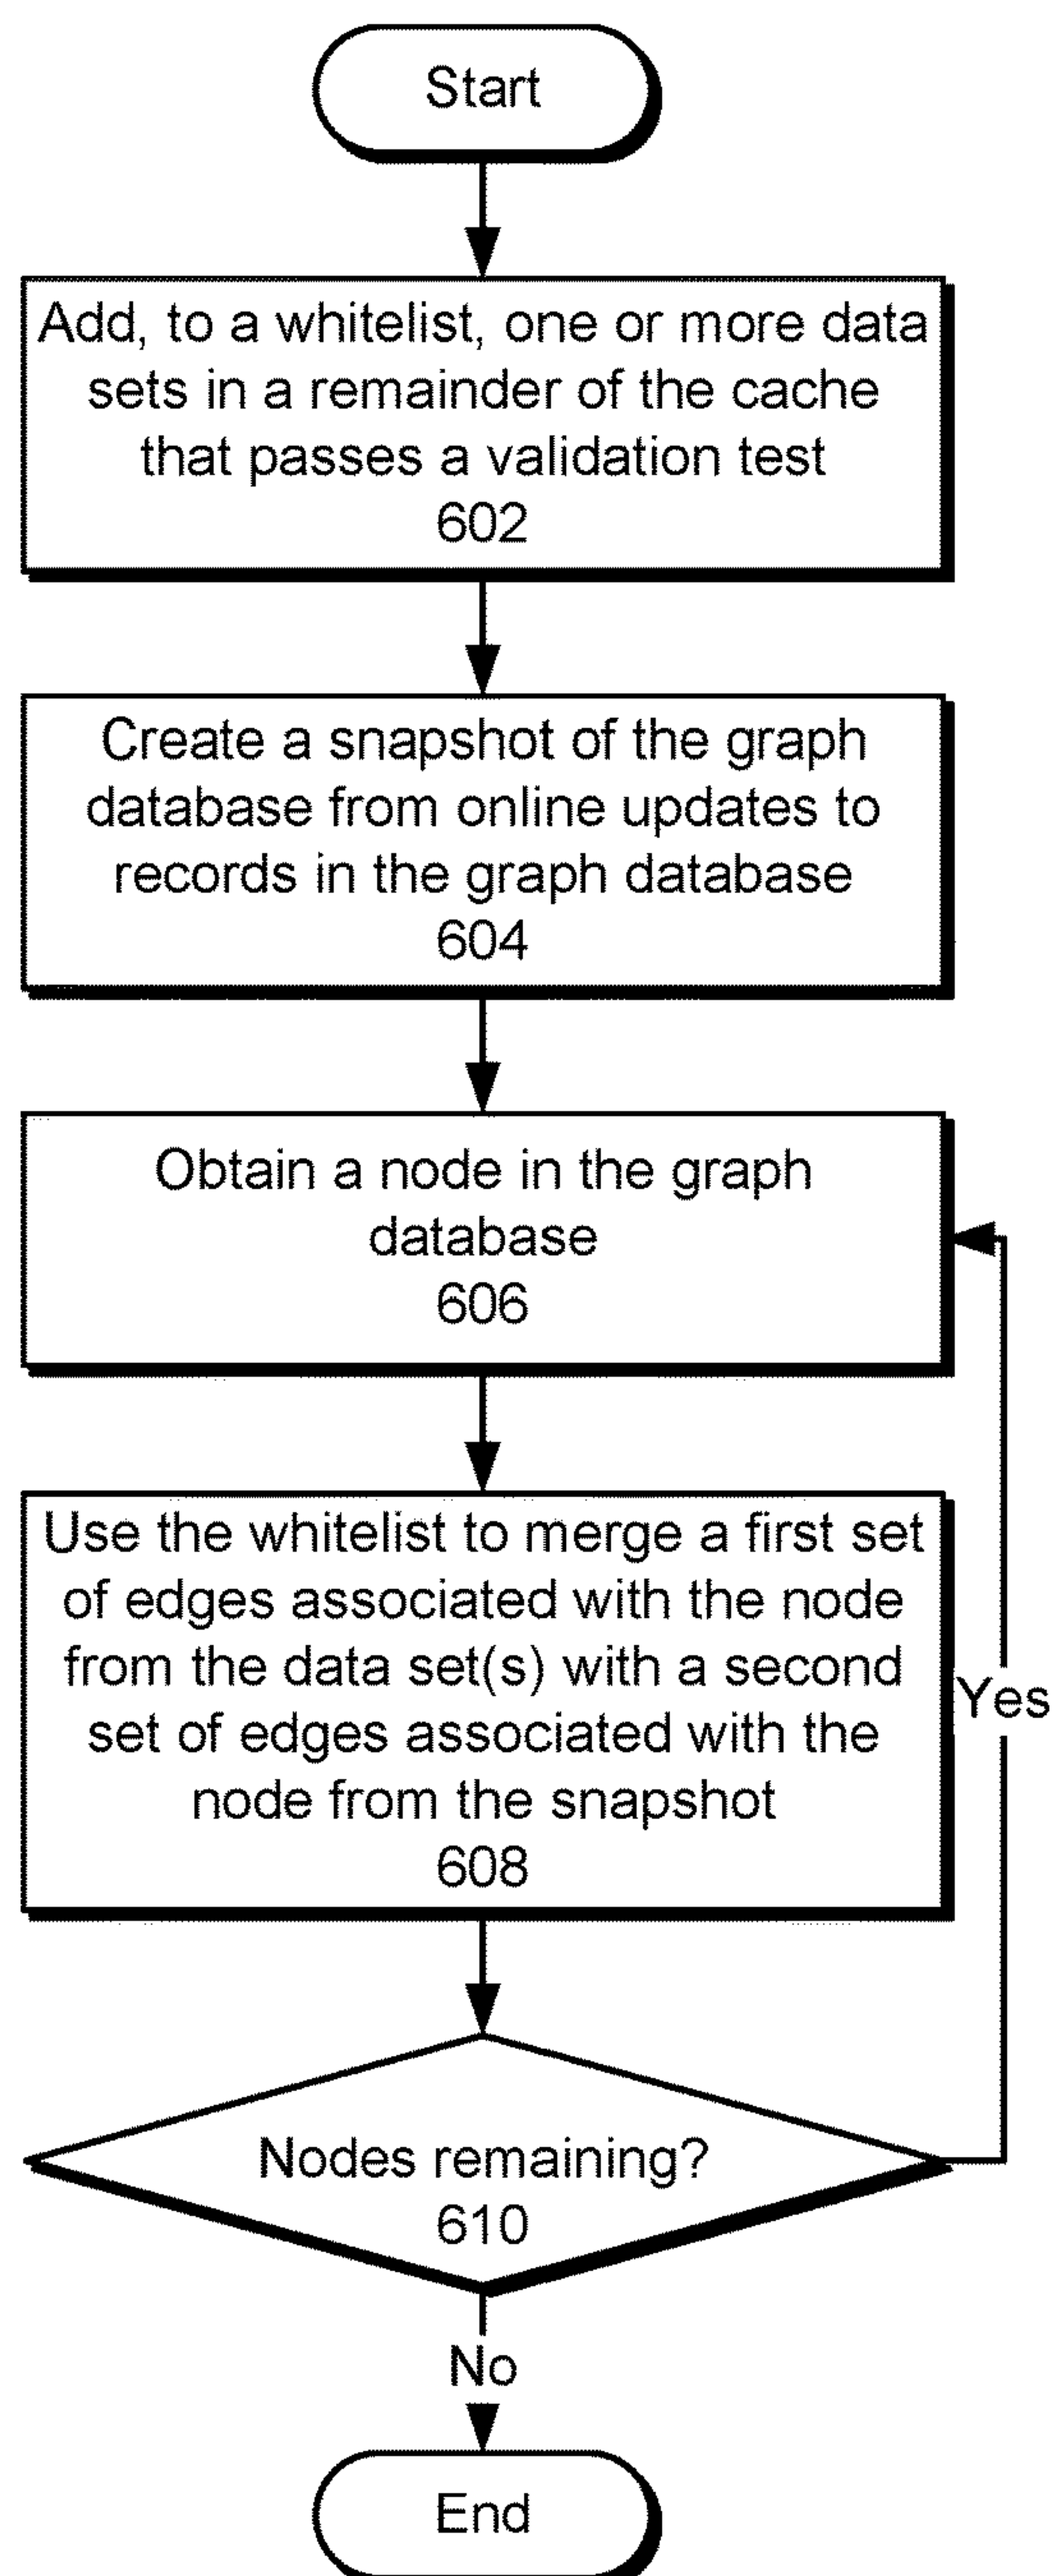 Start
Add, to a whitelist, one or more data
sets in a remainder of the cache
that passes a validation test
602
Create a snapshot of the graph
database from online updates to
records in the graph database
604
Obtain a node in the graph
database
606
Use the whitelist to merge a first set
of edges associated with the node
from the data set(s) with a second
set of edges associated with the
node from the snapshot
608
Yes
Nodes remaining?
610
No
End